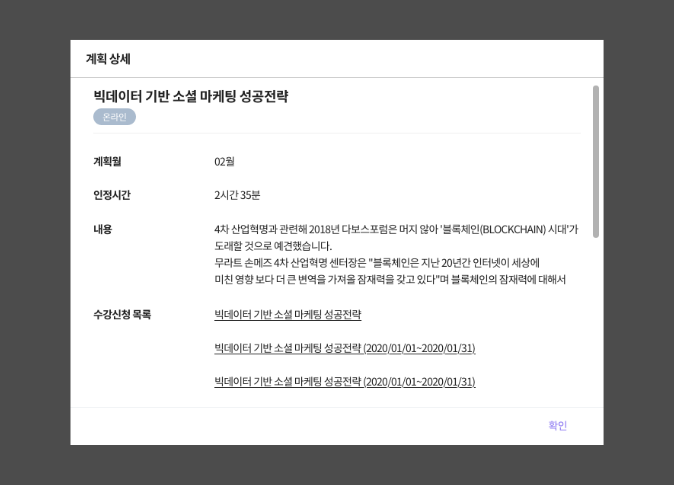 계획 상세
빅데이터 기반 소셜 마케팅 성공전략
온라인
계획월
02월
인정시간
2시간 35분
내용
4차 산업혁명과 관련해 2018년 다보스포럼은 머지 않아 '블록체인(BLOCKCHAIN) 시대'가
도래할 것으로 예견했습니다.
무라트 손메즈 4차 산업혁명 센터장은 "블록체인은 지난 20년간 인터넷이 세상에
미친 영향 보다 더 큰 변역을 가져올 잠재력을 갖고 있다"며 블록체인의 잠재력에 대해서
수강신청 목록
빅데이터 기반 소셜 마케팅 성공전략
빅데이터 기반 소셜 마케팅 성공전략 (2020/01/01~2020/01/31)
빅데이터 기반 소셜 마케팅 성공전략 (2020/01/01~2020/01/31)
확인